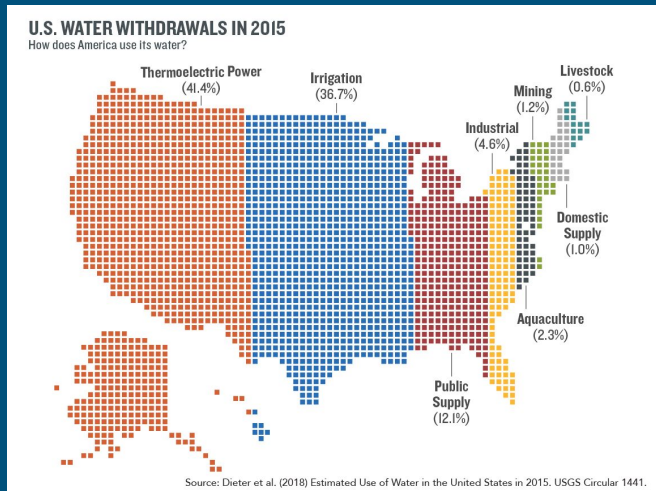 U.S. WATER WITHDRAWALS IN 2015
How does America use its water?
Thermoelectric Power
(41.4%)
Irrigation
(36.7%)
Livestock
(0.6%)
Mining
(1.2%)
Industrial
(4.6%)
Domestic
Supply
(1.0%)
Aquaculture
(2.3%)
Public
Supply
(12.1%)
Source: Dieter et al. (2018) Estimated Use of Water in the United States in 2015. USGS Circular 1441.